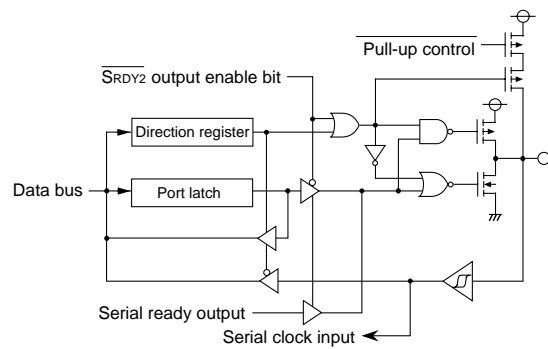 Pull-up control
SRDY2 output enable bit
Direction register
Data bus
Port latch
Serial ready output
Serial clock input